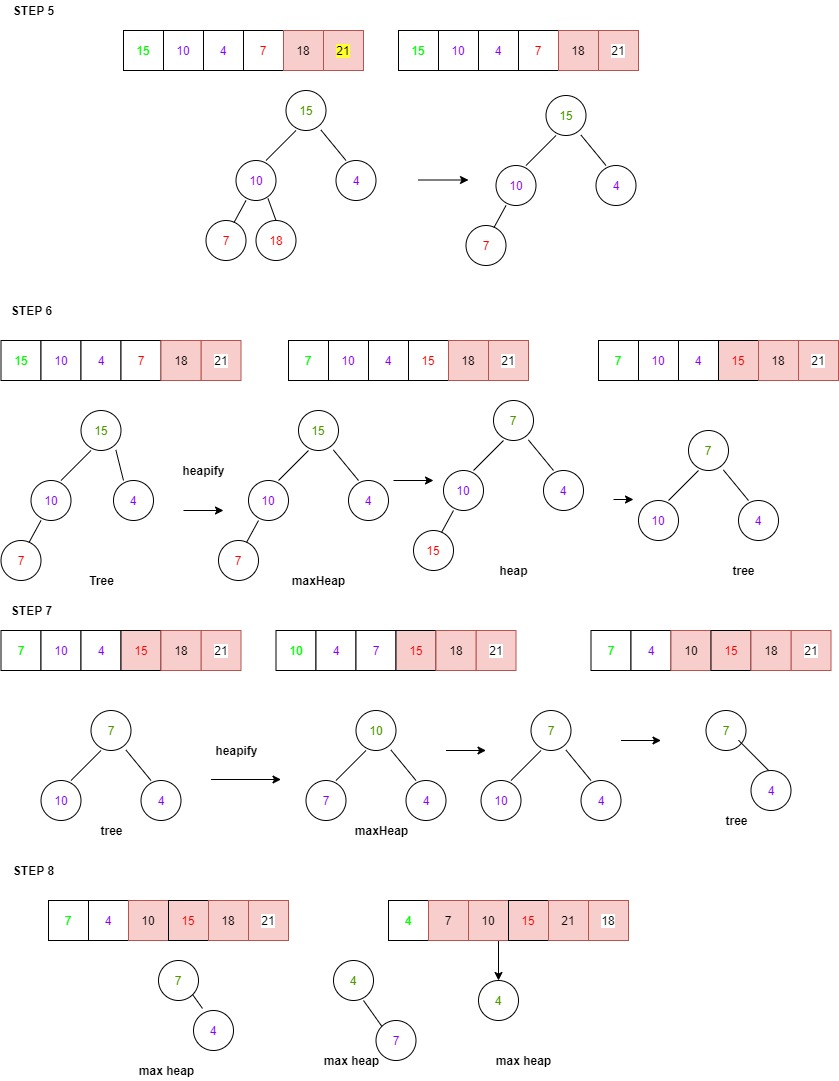 STEP 5
15 10 4 7 18 21 15 10 4 7 18 21
15 15
10 4 10 4
7 18 7
STEP 6
15 10 4 7 18 21 7 10 4 15 18 21 7 10 4 15 18 21
15 15 7 7
heapify
10 4 10 4 10 4 10 4
7 7 15
Tree maxHeap heap tree
STEP 7
7 10 4 15 18 21 10 4 7 15 18 21 7 4 10 15 18 21
7 10 7 7
heapify
10 4 7 4 10 4 4
tree maxHeap tree
STEP 8
7 4 10 15 18 21 4 7 10 15 21 18
7 4 4
4 7
max heap max heap max heap